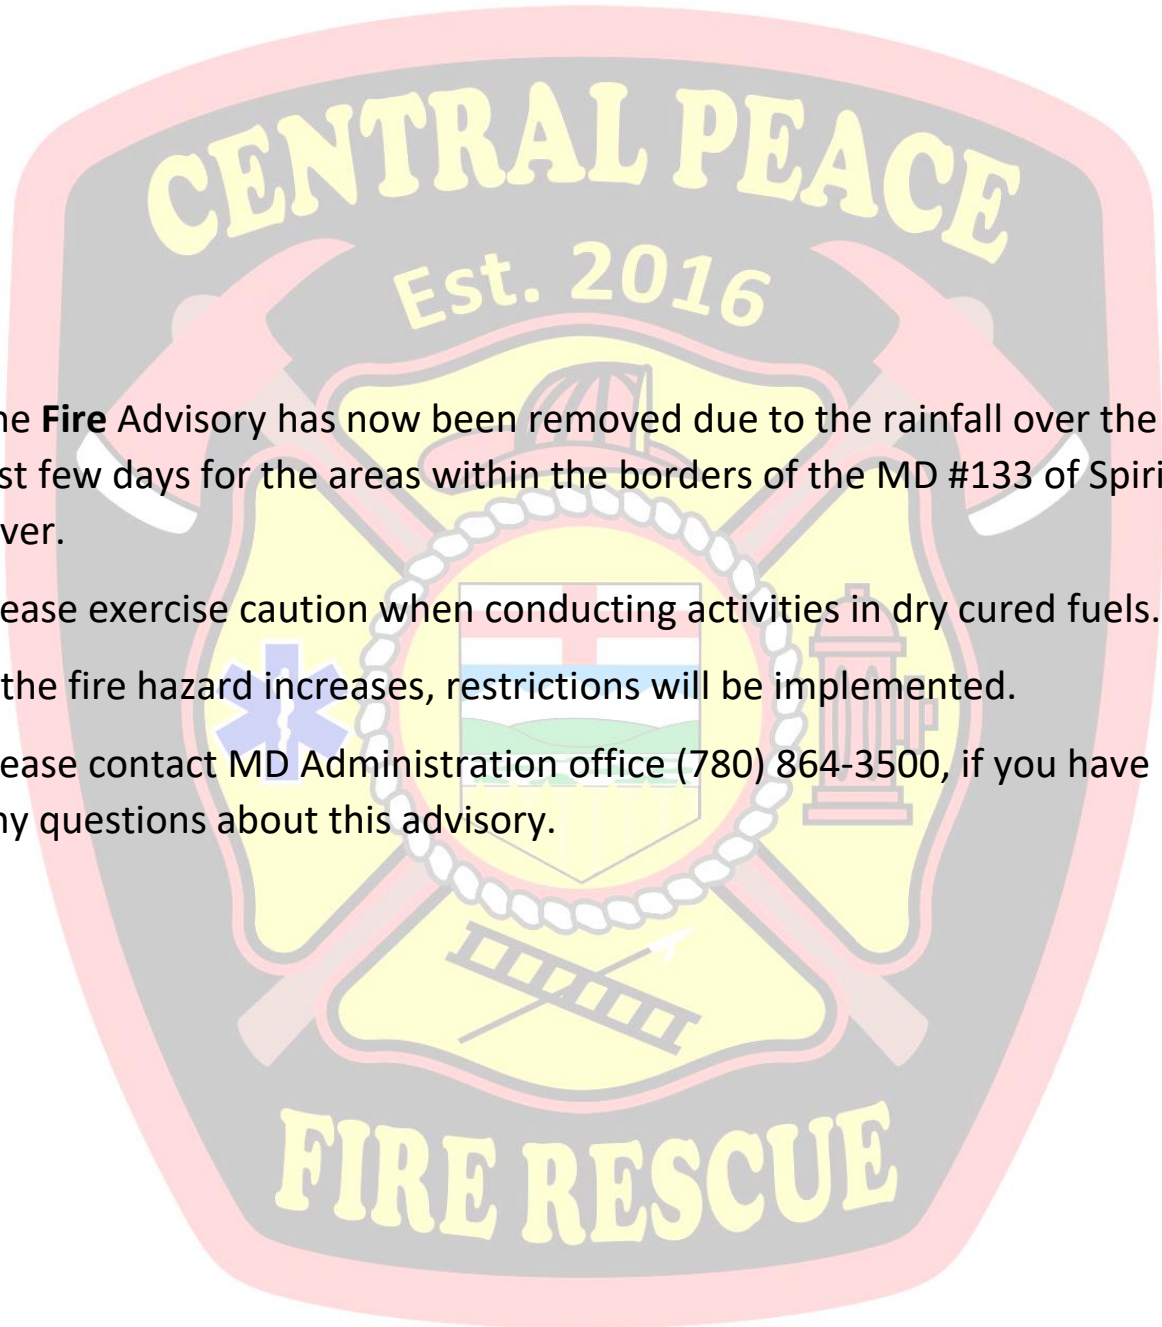 CENTRAL PEACE
Est. 2016
ne Fire Advisory has now been removed due to the rainfall over the
st few days for the areas within the borders of the MD #133 of Spiri
ver.
ease exercise caution when conducting activities in dry cured fuels.
the fire hazard increases, restrictions will be implemented.
ease contact MD Administration office (780) 864-3500, if you have
ny questions about this advisory.
FIRE RESCUE